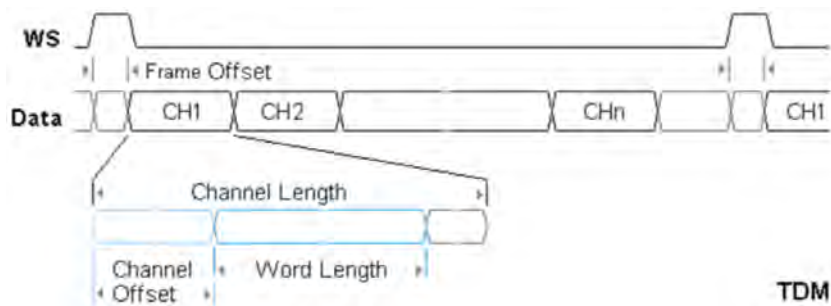 WS
Frame Offset
Data CH1 CH2 CHn CH1
Channel Length
Channel Offset
Word Length
TDM